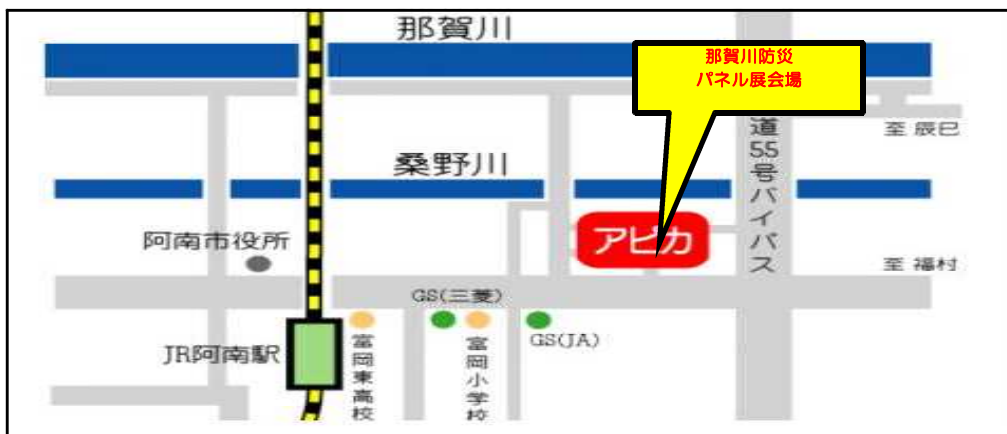 那賀川
那賀川防災
パネル展会場
道55号バイパス
至 辰巳
桑野川
阿南市役所
アピカ
至 福村
GS(三菱)
GS(JA)
JR阿南駅
富岡東高校
富岡小学校